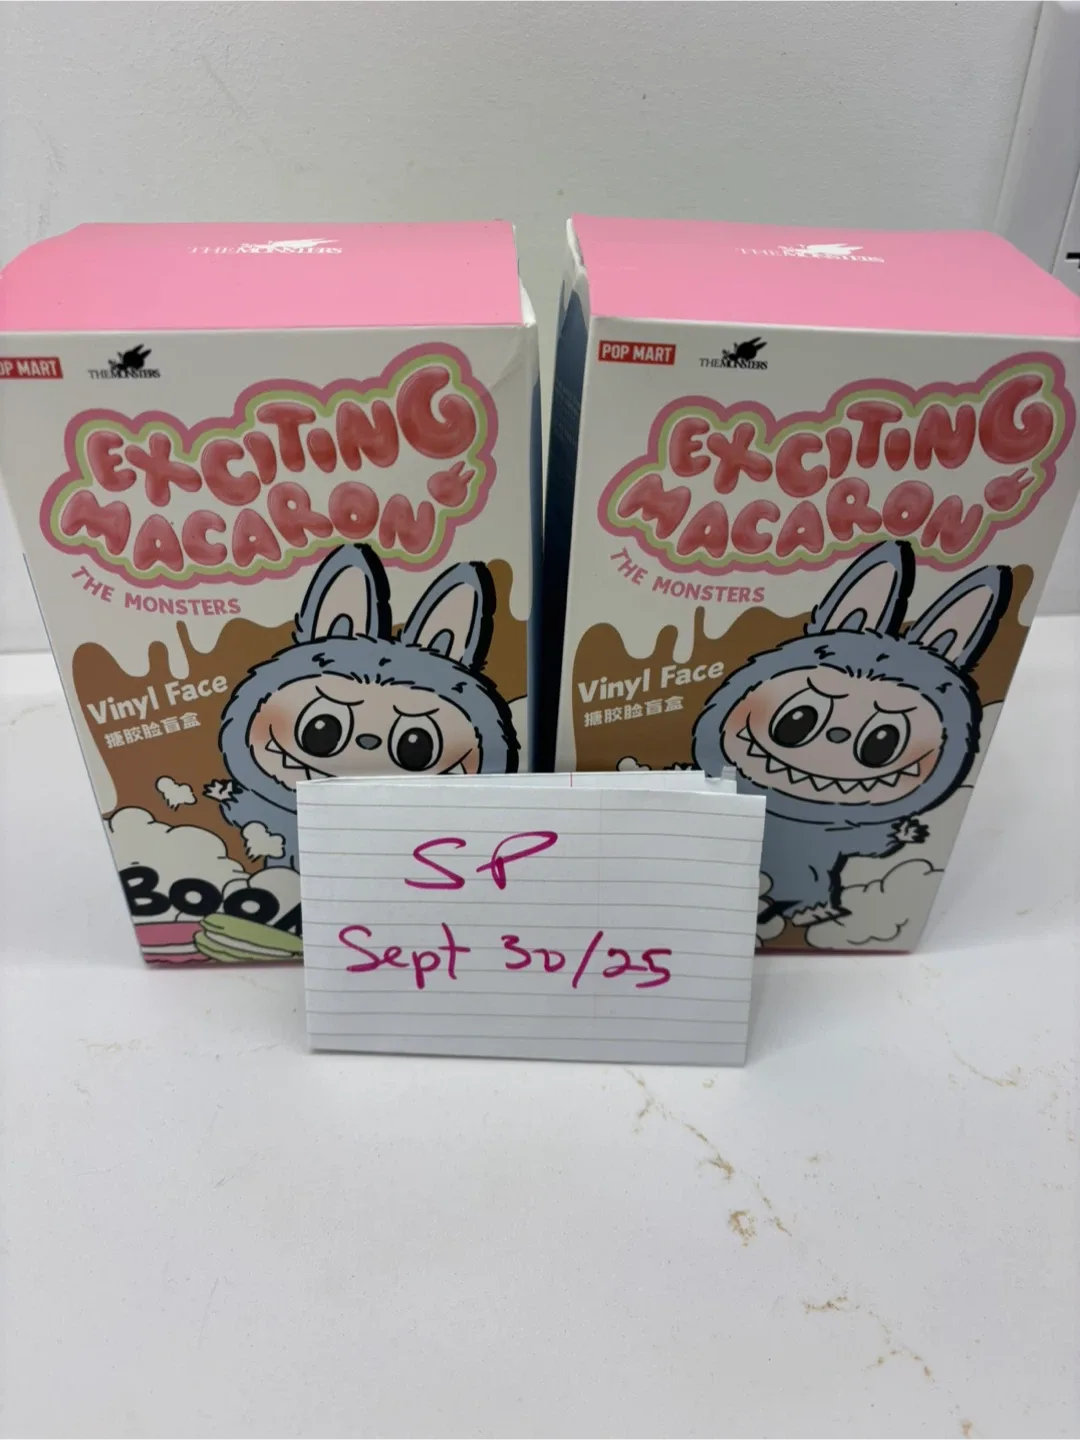 THE MONSTERS
THE MONSTERS
POP MART
THE MONSTERS
EXCITING
MACARON
THE MONSTERS
Vinyl Face
搪胶脸盲盒
BOO
POP MART
THE MONSTERS
EXCITING
MACARON
THE MONSTERS
Vinyl Face
搪胶脸盲盒
SP
Sept 30/25